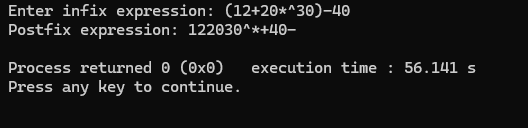 Enter infix expression: (12+20*^30)-40
Postfix expression: 122030^*+40-
Process returned 0 (0x0)   execution time : 56.141 s
Press any key to continue.